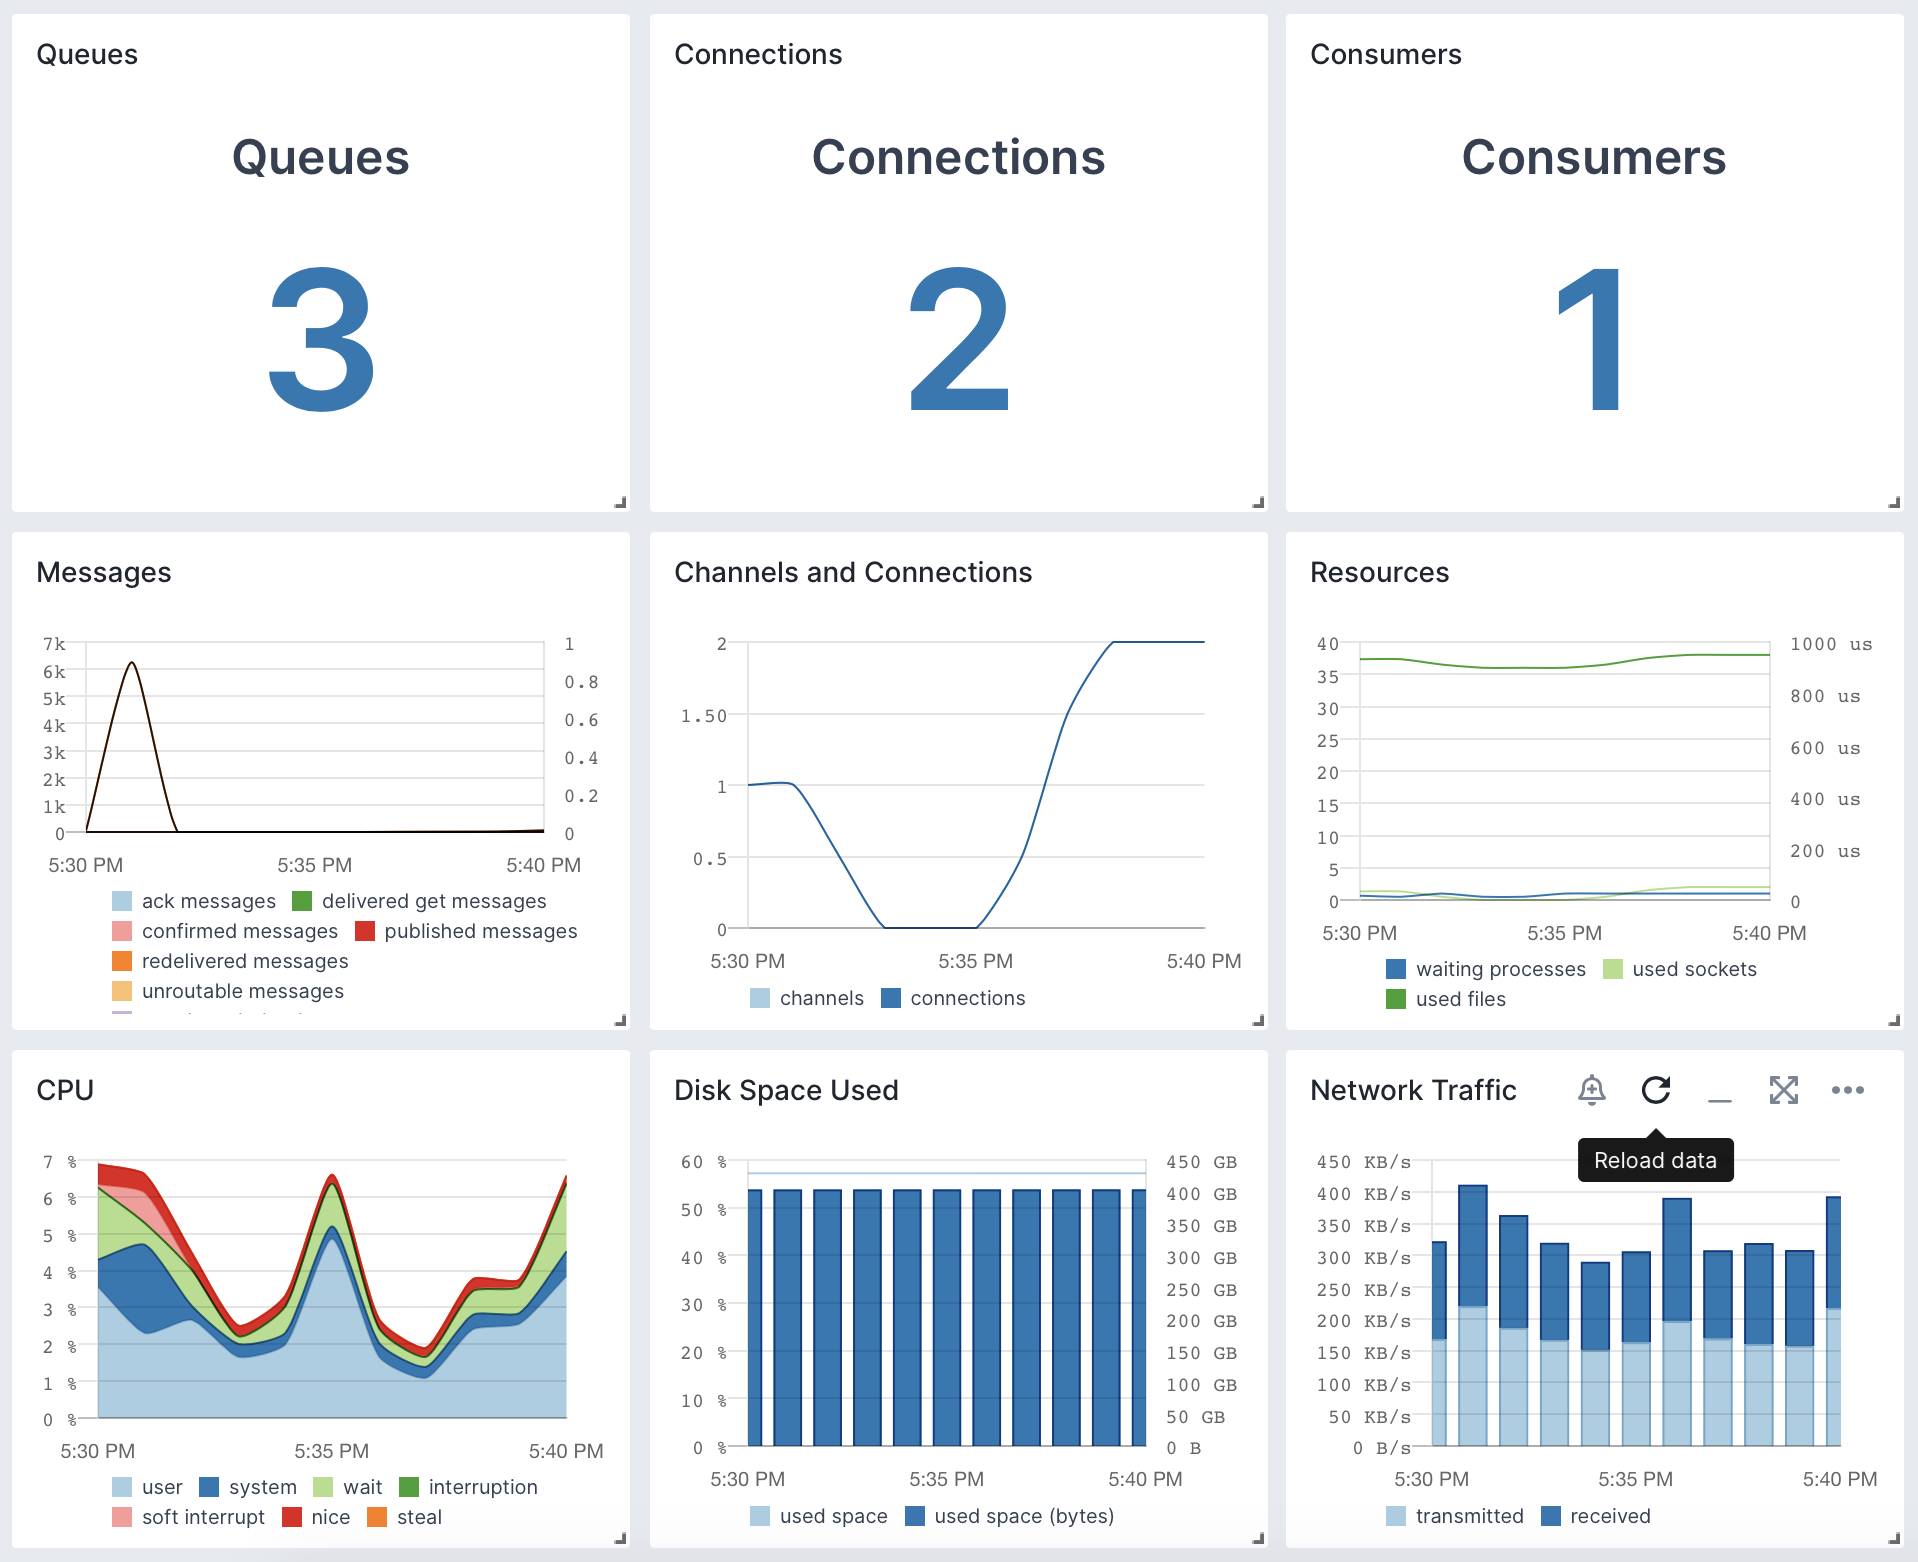 Queues
Queues
3
Connections
Connections
2
Consumers
Consumers
1
Messages
7k
6k
5k
4k
3k
2k
1k
0
1
0.8
0.6
0.4
0.2
0
5:30 PM 5:35 PM 5:40 PM
ack messages delivered get messages
confirmed messages published messages
redelivered messages
unroutable messages
Channels and Connections
2
1.50
1
0.5
0
5:30 PM 5:35 PM 5:40 PM
channels connections
Resources
40
35
30
25
20
15
10
5
0
1000 us
800 us
600 us
400 us
200 us
0
5:30 PM 5:35 PM 5:40 PM
waiting processes used sockets
used files
CPU
7 %
6 %
5 %
4 %
3 %
2 %
1 %
0 %
5:30 PM 5:35 PM 5:40 PM
user system wait interruption
soft interrupt nice steal
Disk Space Used
60 %
50 %
40 %
30 %
20 %
10 %
0 %
450 GB
400 GB
350 GB
300 GB
250 GB
200 GB
150 GB
100 GB
50 GB
0 B
5:30 PM 5:35 PM 5:40 PM
used space used space (bytes)
Network Traffic
Reload data
450 KB/s
400 KB/s
350 KB/s
300 KB/s
250 KB/s
200 KB/s
150 KB/s
100 KB/s
50 KB/s
0 B/s
5:30 PM 5:35 PM 5:40 PM
transmitted received